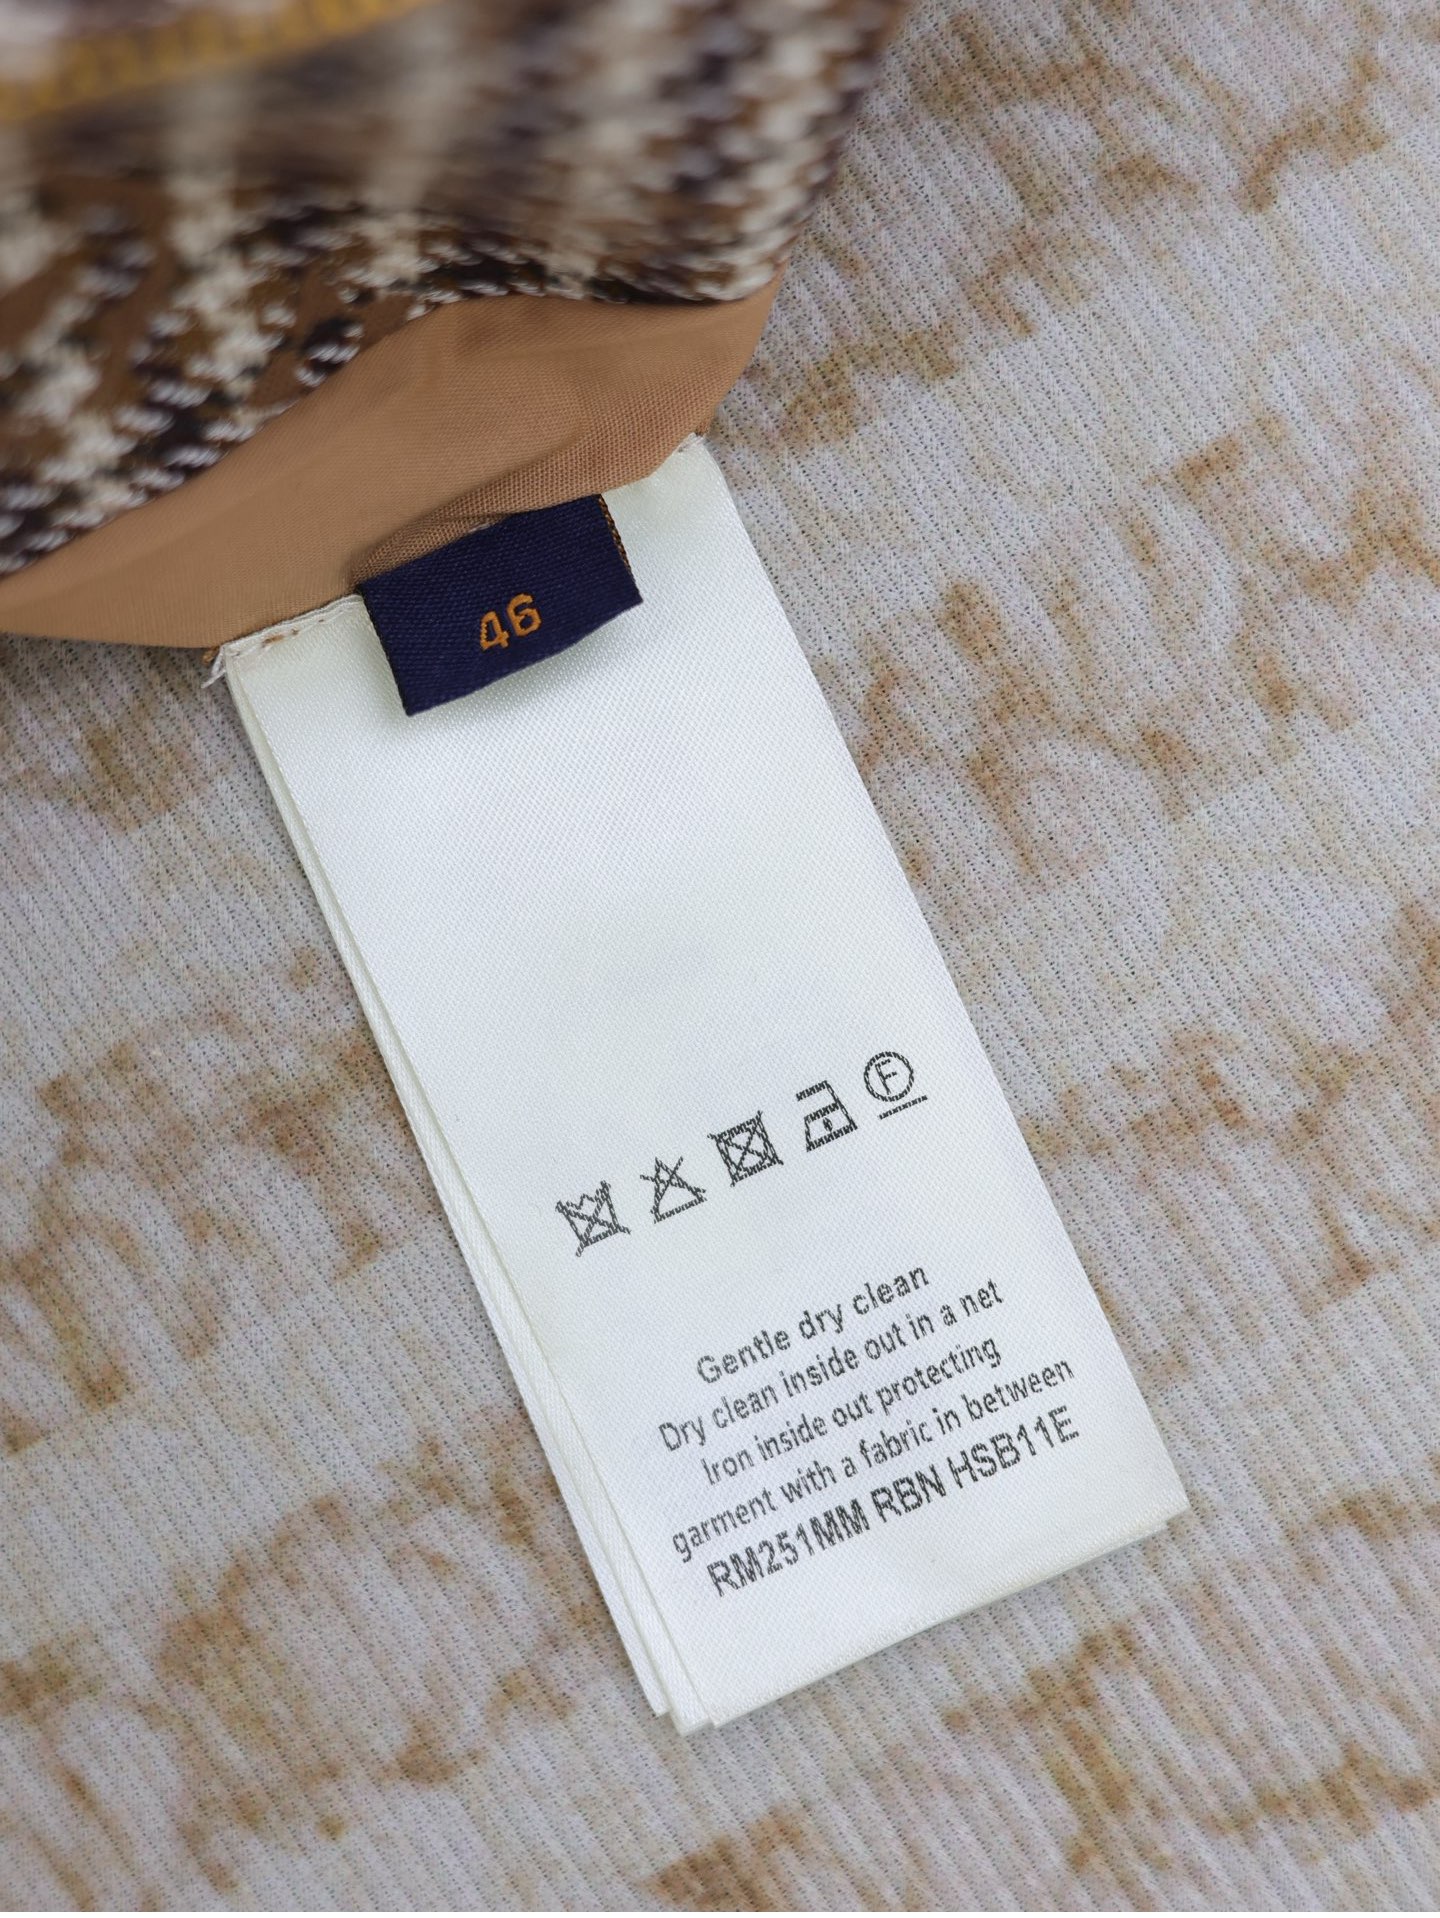 46
F
Gentle dry clean
Dry clean inside out in a net
Iron inside out protecting
garment with a fabric in between
RM251MM RBN HSB11E